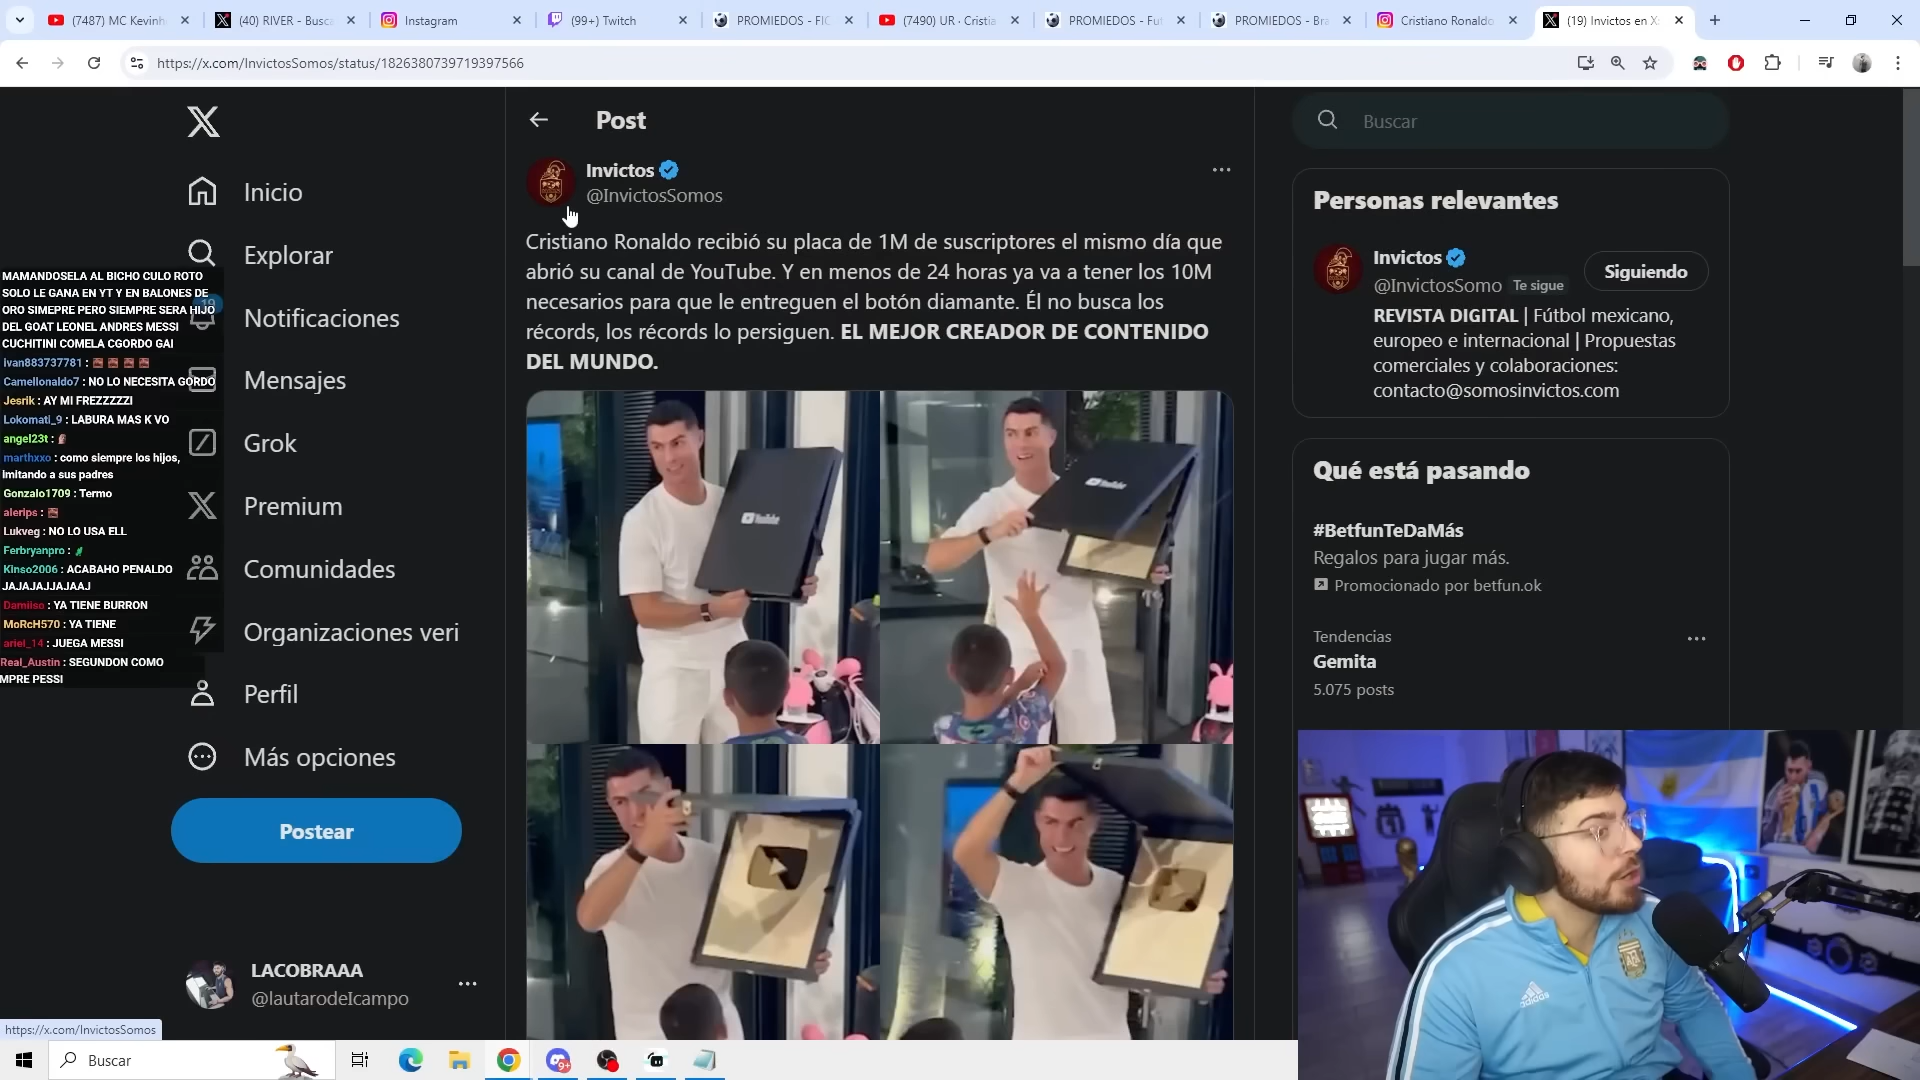 (7487) MC Kevinh
(40) RIVER - Busca
Instagram
(99+) Twitch
PROMIEDOS - FIC
(7490) UR · Cristia
PROMIEDOS - Fut
PROMIEDOS - Bra
Cristiano Ronaldo
(19) Invictos en X
https://x.com/InvictosSomos/status/1826380739719397566
Inicio
Explorar
19
Notificaciones
Mensajes
Grok
Premium
Comunidades
Organizaciones veri
Perfil
Más opciones
Postear
LACOBRAAA
@lautarodelcampo
MAMANDOSELA AL BICHO CULO ROTO
SOLO LE GANA EN YT Y EN BALONES DE
ORO SIMEPRE PERO SIEMPRE SERA HIJO
DEL GOAT LEONEL ANDRES MESSI
CUCHITINI COMELA CGORDO GAI
ivan883737781 :
Camellonaldo7 : NO LO NECESITA GORDO
Jesrik : AY MI FREZZZZZI
Lokomati_9 : LABURA MAS K VO
angel23t :
marthxxo : como siempre los hijos,
imitando a sus padres
Gonzalo1709 : Termo
alerips :
Lukveg : NO LO USA ELL
Ferbryanpro :
Kinso2006 : ACABAHO PENALDO
JAJAJAJJAJAAJ
Damiiso : YA TIENE BURRON
MoRcH570 : YA TIENE
ariel_14 : JUEGA MESSI
Real_Austin : SEGUNDON COMO
MPRE PESSI
Post
Invictos
@InvictosSomos
Cristiano Ronaldo recibió su placa de 1M de suscriptores el mismo día que
abrió su canal de YouTube. Y en menos de 24 horas ya va a tener los 10M
necesarios para que le entreguen el botón diamante. Él no busca los
récords, los récords lo persiguen. EL MEJOR CREADOR DE CONTENIDO
DEL MUNDO.
YouTube
YouTube
Buscar
Personas relevantes
Invictos
@InvictosSomo Te sigue
Siguiendo
REVISTA DIGITAL | Fútbol mexicano,
europeo e internacional | Propuestas
comerciales y colaboraciones:
contacto@somosinvictos.com
Qué está pasando
#BetfunTeDaMás
Regalos para jugar más.
Promocionado por betfun.ok
Tendencias
Gemita
5.075 posts
adidas
AFA
https://x.com/InvictosSomos
Buscar
9+